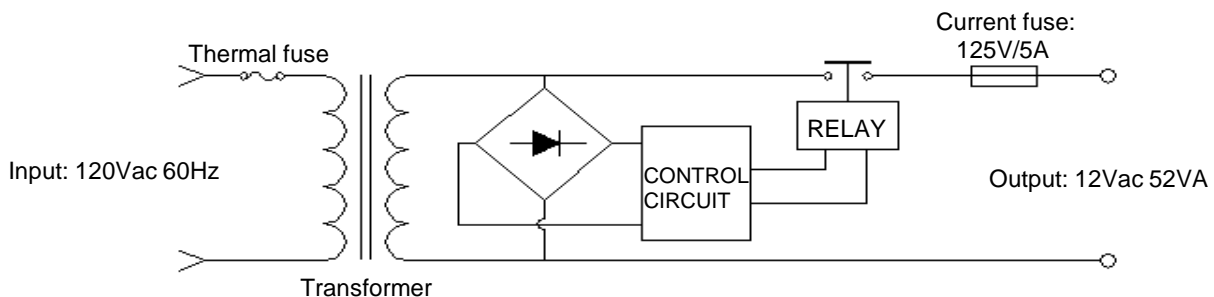 Current fuse:
125V/5A
Thermal fuse
RELAY
Input: 120Vac 60Hz
CONTROL
CIRCUIT
Output: 12Vac 52VA
Transformer